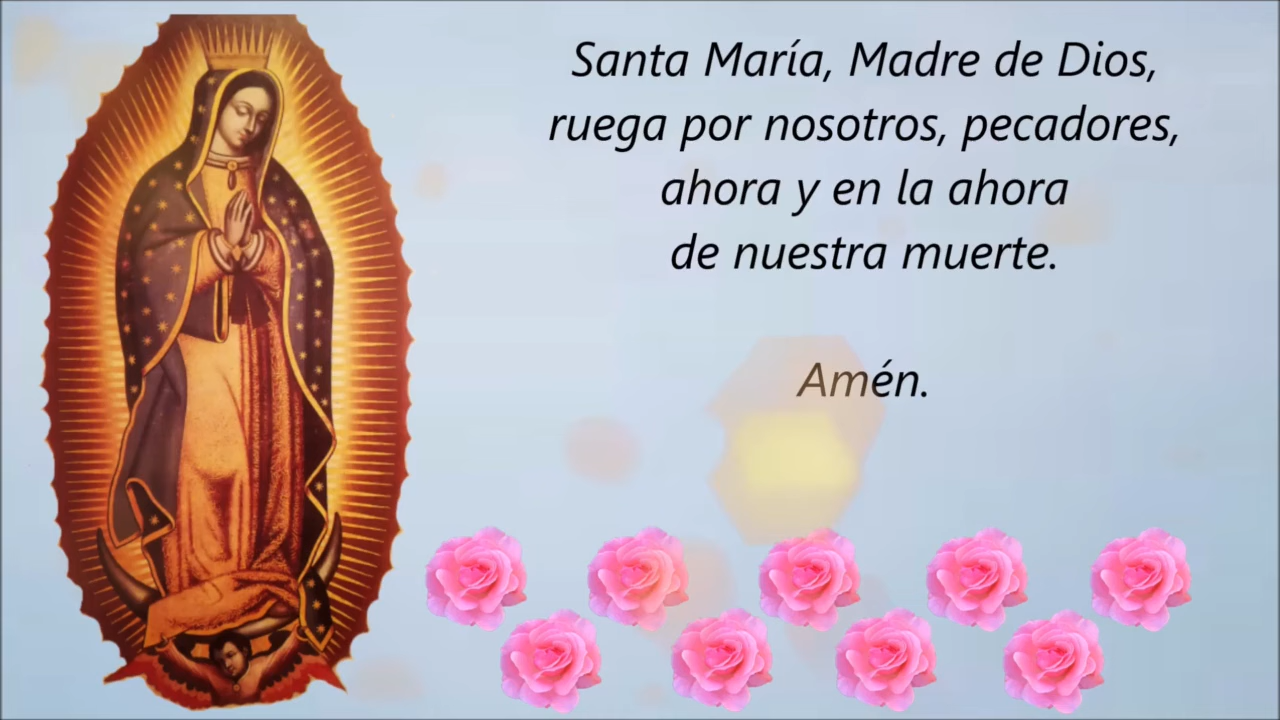 Santa María, Madre de Dios,
ruega por nosotros, pecadores,
ahora y en la ahora
de nuestra muerte.
Amén.